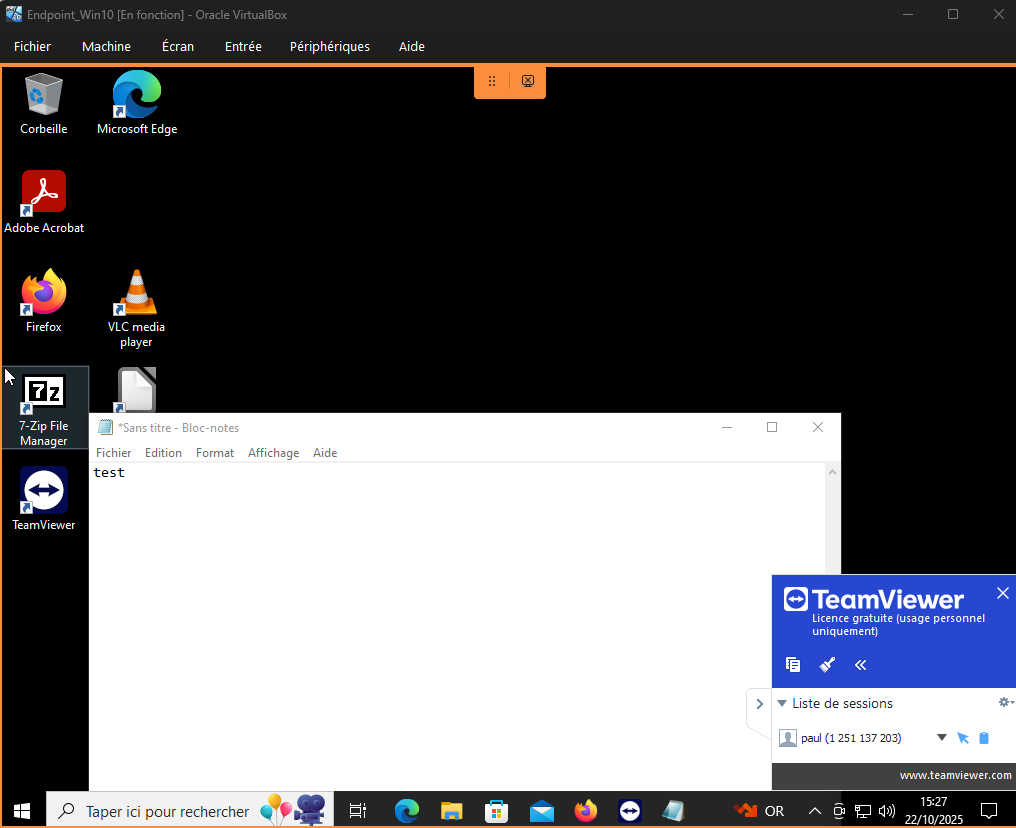 Endpoint_Win10 [En fonction] - Oracle VirtualBox
Fichier Machine Écran Entrée Périphériques Aide
Corbeille
Microsoft Edge
Adobe Acrobat
Firefox
VLC media
player
7z
7-Zip File
Manager
TeamViewer
*Sans titre - Bloc-notes
Fichier Edition Format Affichage Aide
test
TeamViewer
Licence gratuite (usage personnel
uniquement)
Liste de sessions
paul (1 251 137 203)
www.teamviewer.com
Taper ici pour rechercher
OR
15:27
22/10/2025